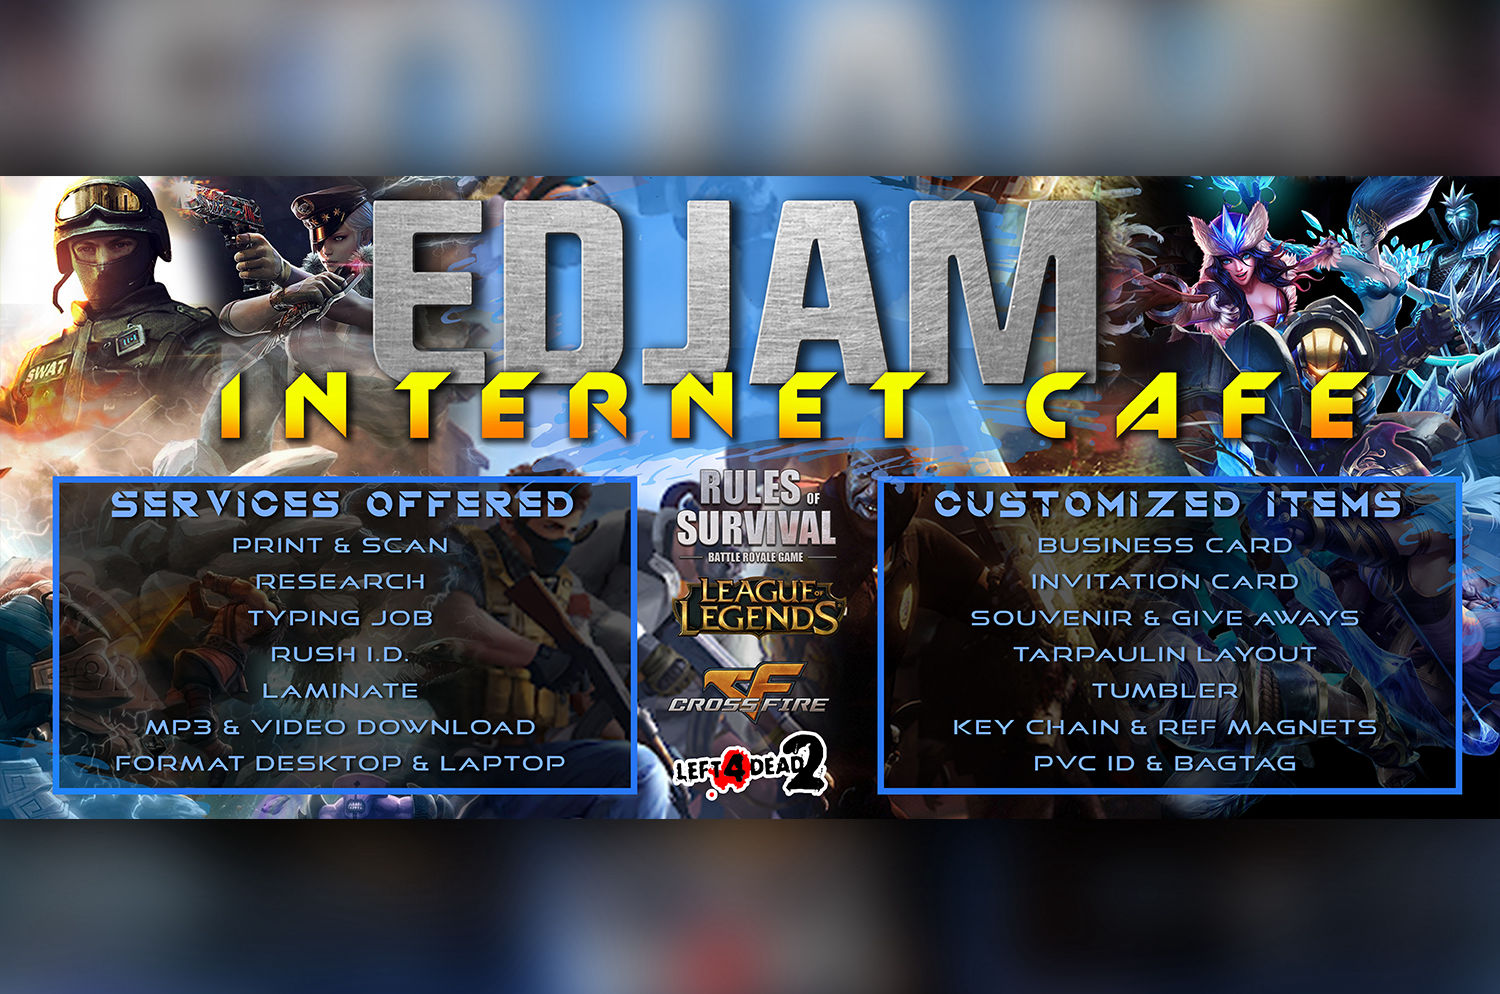 EDJAM
INTERNET CAFE
SWAT
SERVICES OFFERED
PRINT & SCAN
RESEARCH
TYPING JOB
RUSH I.D.
LAMINATE
MP3 & VIDEO DOWNLOAD
FORMAT DESKTOP & LAPTOP
RULES OF
SURVIVAL
BATTLE ROYALE GAME
LEAGUE OF
LEGENDS
CF
CROSSFIRE
LEFT 4 DEAD 2
CUSTOMIZED ITEMS
BUSINESS CARD
INVITATION CARD
SOUVENIR & GIVE AWAYS
TARPAULIN LAYOUT
TUMBLER
KEY CHAIN & REF MAGNETS
PVC ID & BAGTAG